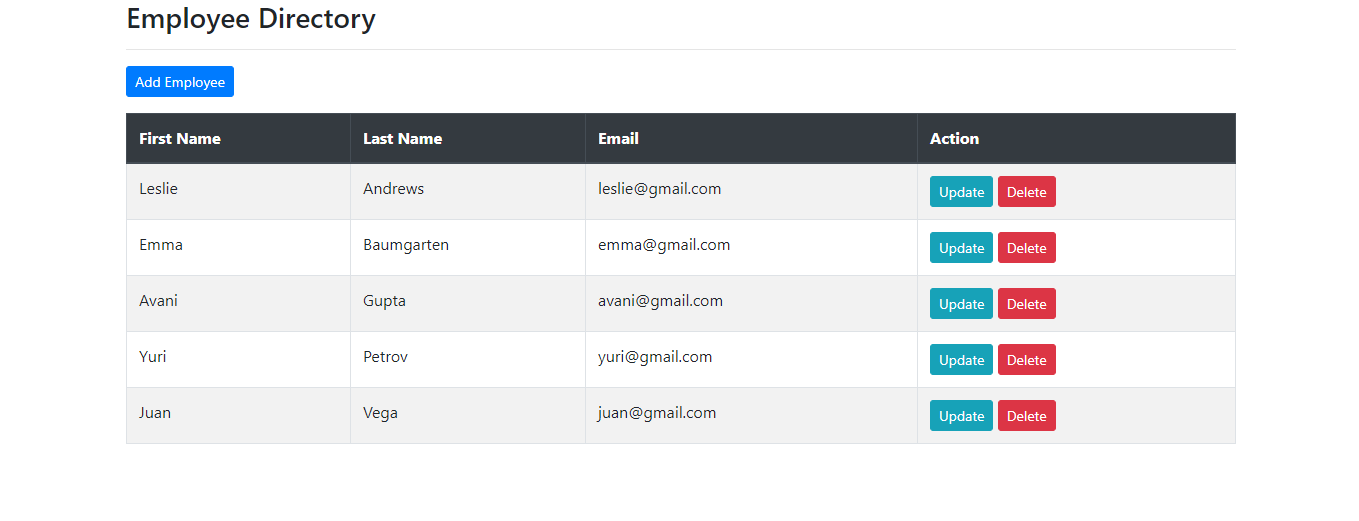 Employee Directory
Add Employee
First Name Last Name Email Action
Leslie Andrews leslie@gmail.com Update Delete
Emma Baumgarten emma@gmail.com Update Delete
Avani Gupta avani@gmail.com Update Delete
Yuri Petrov yuri@gmail.com Update Delete
Juan Vega juan@gmail.com Update Delete